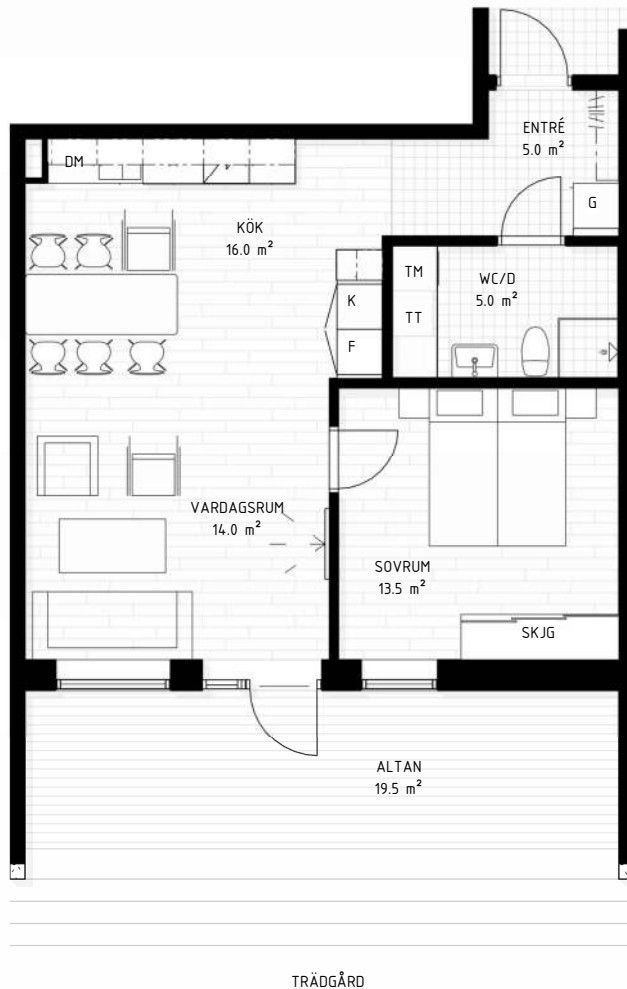 ENTRÉ
5.0 m²
DM
G
KÖK
16.0 m²
TM
WC/D
5.0 m²
K
TT
F
VARDAGSRUM
14.0 m²
SOVRUM
13.5 m²
SKJG
ALTAN
19.5 m²
TRÄDGÅRD